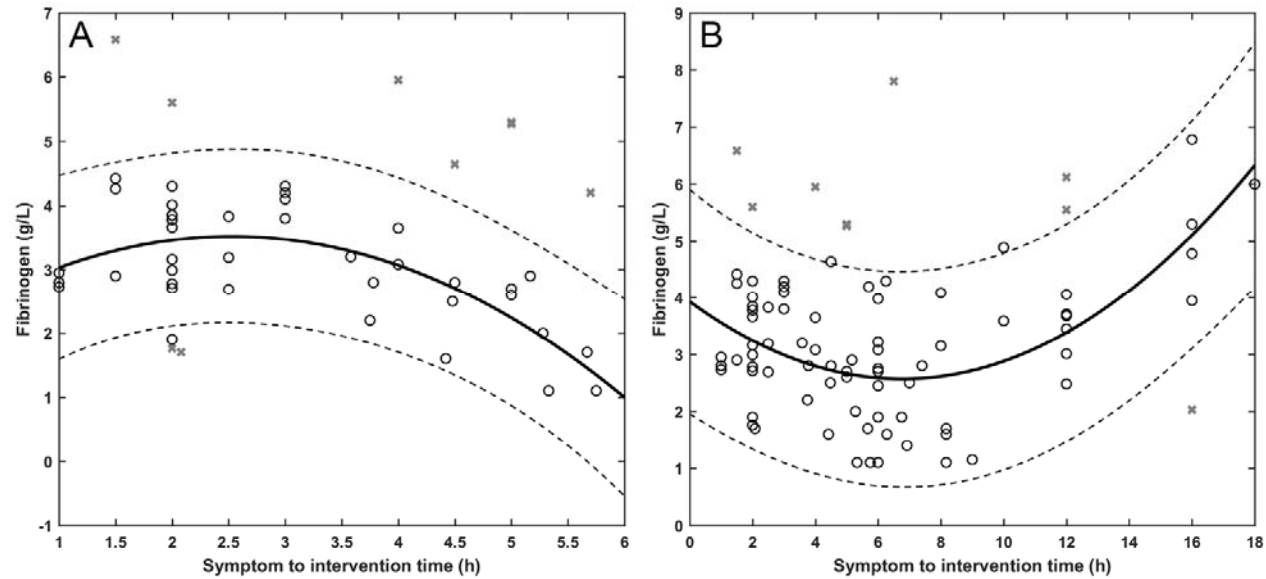 A
Fibrinogen (g/L)
7
6
5
4
3
2
1
0
-1
1 1.5 2 2.5 3 3.5 4 4.5 5 5.5 6
Symptom to intervention time (h)
B
Fibrinogen (g/L)
9
8
7
6
5
4
3
2
1
0
0 2 4 6 8 10 12 14 16 18
Symptom to intervention time (h)